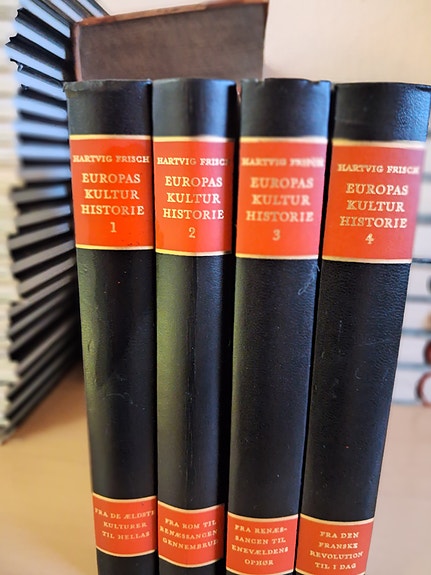 HARTVIG FRISCH
EUROPAS
KULTUR
HISTORIE
1
FRA DE ÆLDSTE
KULTURER
TIL HELLAS
HARTVIG FRISCH
EUROPAS
KULTUR
HISTORIE
2
FRA ROM TIL
RENÆSSANCENS
GENNEMBRUD
HARTVIG FRISCH
EUROPAS
KULTUR
HISTORIE
3
FRA RENÆS-
SANCEN TIL
ENEVÆLDENS
OPHØR
HARTVIG FRISCH
EUROPAS
KULTUR
HISTORIE
4
FRA DEN
FRANSKE
REVOLUTION
TIL I DAG